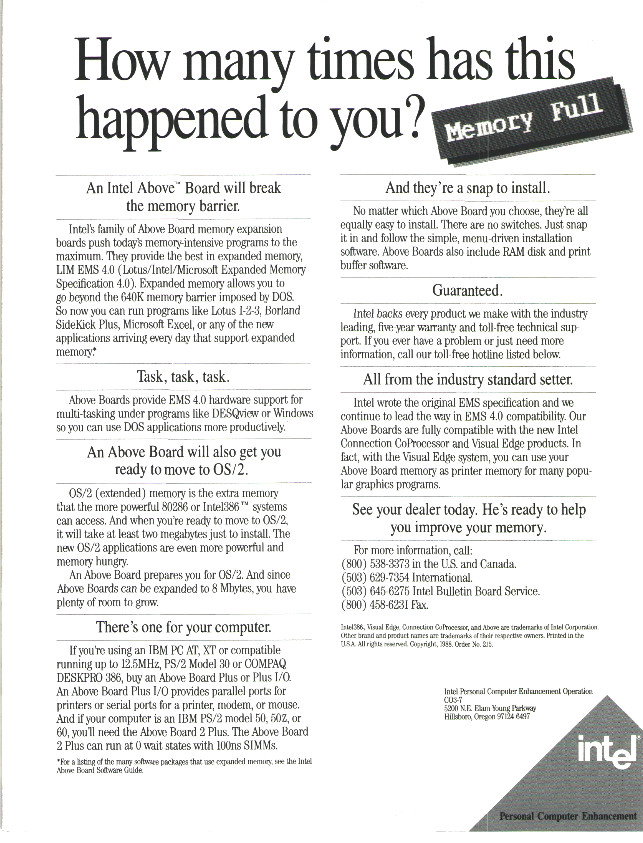 How many times has this
happened to you?
Memory Full
An Intel Above™ Board will break
the memory barrier.
Intel's family of Above Board memory expansion
boards push today's memory-intensive programs to the
maximum. They provide the best in expanded memory,
LIM EMS 4.0 (Lotus/Intel/Microsoft Expanded Memory
Specification 4.0). Expanded memory allows you to
go beyond the 640K memory barrier imposed by DOS.
So now you can run programs like Lotus 1-2-3, Borland
SideKick Plus, Microsoft Excel, or any of the new
applications arriving every day that support expanded
memory.*
Task, task, task.
Above Boards provide EMS 4.0 hardware support for
multi-tasking under programs like DESQview or Windows
so you can use DOS applications more productively.
An Above Board will also get you
ready to move to OS/2.
OS/2 (extended) memory is the extra memory
that the more powerful 80286 or Intel386™ systems
can access. And when you're ready to move to OS/2,
it will take at least two megabytes just to install. The
new OS/2 applications are even more powerful and
memory hungry.
An Above Board prepares you for OS/2. And since
Above Boards can be expanded to 8 Mbytes, you have
plenty of room to grow.
There's one for your computer.
If you're using an IBM PC AT, XT or compatible
running up to 12.5MHz, PS/2 Model 30 or COMPAQ
DESKPRO 386, buy an Above Board Plus or Plus I/O.
An Above Board Plus I/O provides parallel ports for
printers or serial ports for a printer, modem, or mouse.
And if your computer is an IBM PS/2 model 50, 50Z, or
60, you'll need the Above Board 2 Plus. The Above Board
2 Plus can run at 0 wait states with 100ns SIMMs.
*For a listing of the many software packages that use expanded memory, see the Intel
Above Board Software Guide.
And they're a snap to install.
No matter which Above Board you choose, they're all
equally easy to install. There are no switches. Just snap
it in and follow the simple, menu-driven installation
software. Above Boards also include RAM disk and print
buffer software.
Guaranteed.
Intel backs every product we make with the industry
leading, five year warranty and toll-free technical sup-
port. If you ever have a problem or just need more
information, call our toll-free hotline listed below.
All from the industry standard setter.
Intel wrote the original EMS specification and we
continue to lead the way in EMS 4.0 compatibility. Our
Above Boards are fully compatible with the new Intel
Connection CoProcessor and Visual Edge products. In
fact, with the Visual Edge system, you can use your
Above Board memory as printer memory for many popu-
lar graphics programs.
See your dealer today. He's ready to help
you improve your memory.
For more information, call:
(800) 538-3373 in the U.S. and Canada.
(503) 629-7354 International.
(503) 645-6275 Intel Bulletin Board Service.
(800) 458-6231 Fax.
Intel386, Visual Edge, Connection CoProcessor, and Above are trademarks of Intel Corporation.
Other brand and product names are trademarks of their respective owners. Printed in the
U.S.A. All rights reserved. Copyright, 1988. Order No. 215.
Intel Personal Computer Enhancement Operation
CO3-7
5200 N.E. Elam Young Parkway
Hillsboro, Oregon 97124-6497
intel®
Personal Computer Enhancement